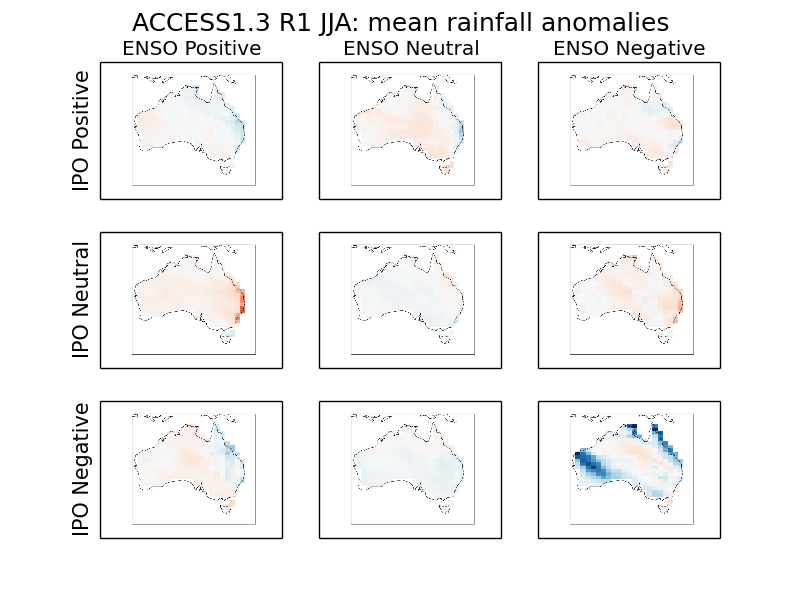 ACCESS1.3 R1 JJA: mean rainfall anomalies
ENSO Positive
ENSO Neutral
ENSO Negative
IPO Positive
IPO Neutral
IPO Negative